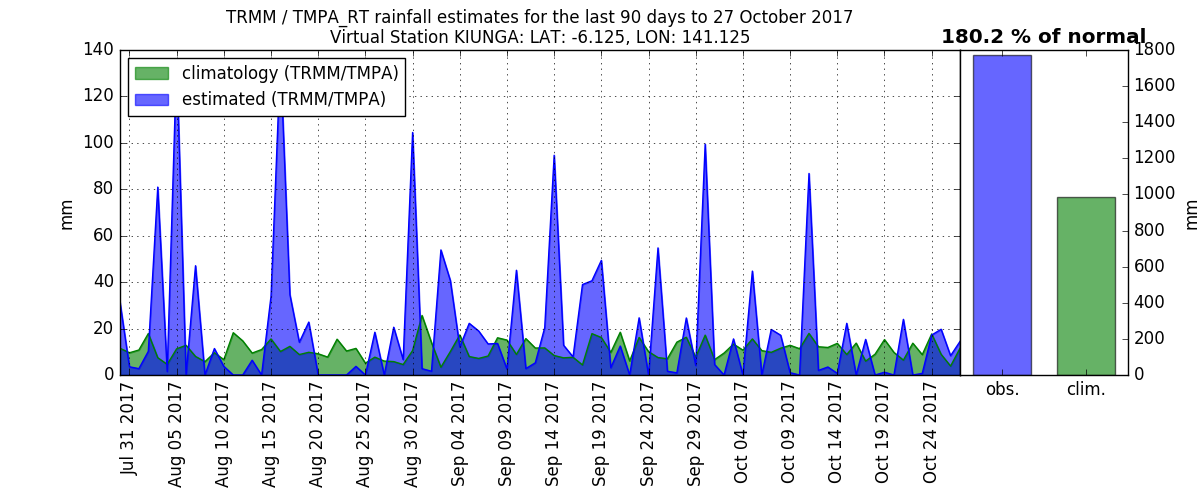 TRMM / TMPA_RT rainfall estimates for the last 90 days to 27 October 2017
Virtual Station KIUNGA: LAT: -6.125, LON: 141.125
180.2 % of normal
climatology (TRMM/TMPA)
estimated (TRMM/TMPA)
mm
140
120
100
80
60
40
20
0
Jul 31 2017
Aug 05 2017
Aug 10 2017
Aug 15 2017
Aug 20 2017
Aug 25 2017
Aug 30 2017
Sep 04 2017
Sep 09 2017
Sep 14 2017
Sep 19 2017
Sep 24 2017
Sep 29 2017
Oct 04 2017
Oct 09 2017
Oct 14 2017
Oct 19 2017
Oct 24 2017
1800
1600
1400
1200
1000
800
600
400
200
0
mm
obs.
clim.